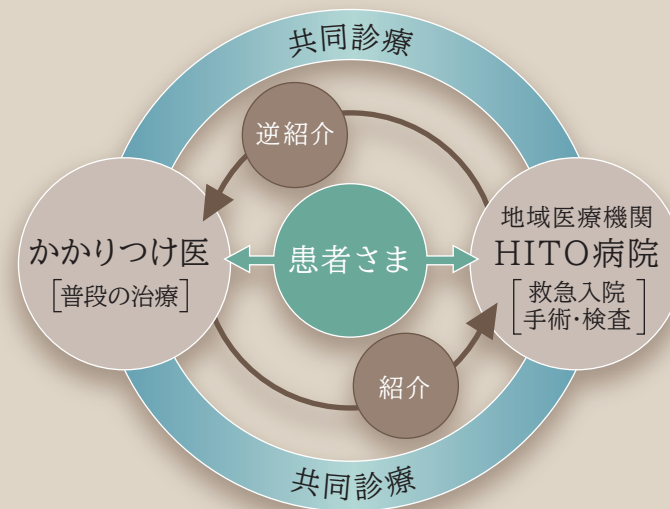 共同診療
逆紹介
かかりつけ医
[普段の治療]
患者さま
地域医療機関
HITO病院
[救急入院
手術・検査]
紹介
共同診療